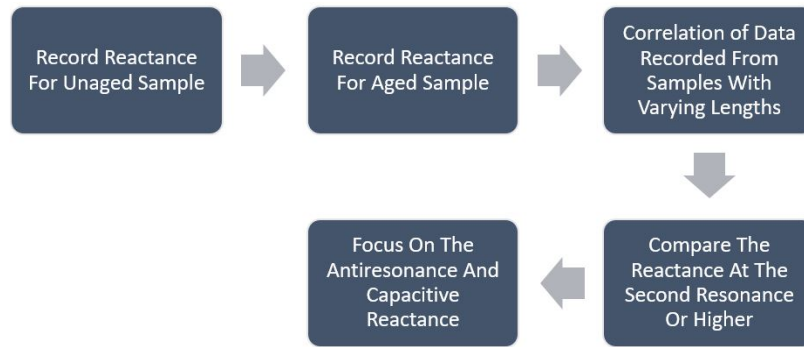 Record Reactance
For Unaged Sample
Record Reactance
For Aged Sample
Correlation of Data
Recorded From
Samples With
Varying Lengths
Compare The
Reactance At The
Second Resonance
Or Higher
Focus On The
Antiresonance And
Capacitive
Reactance